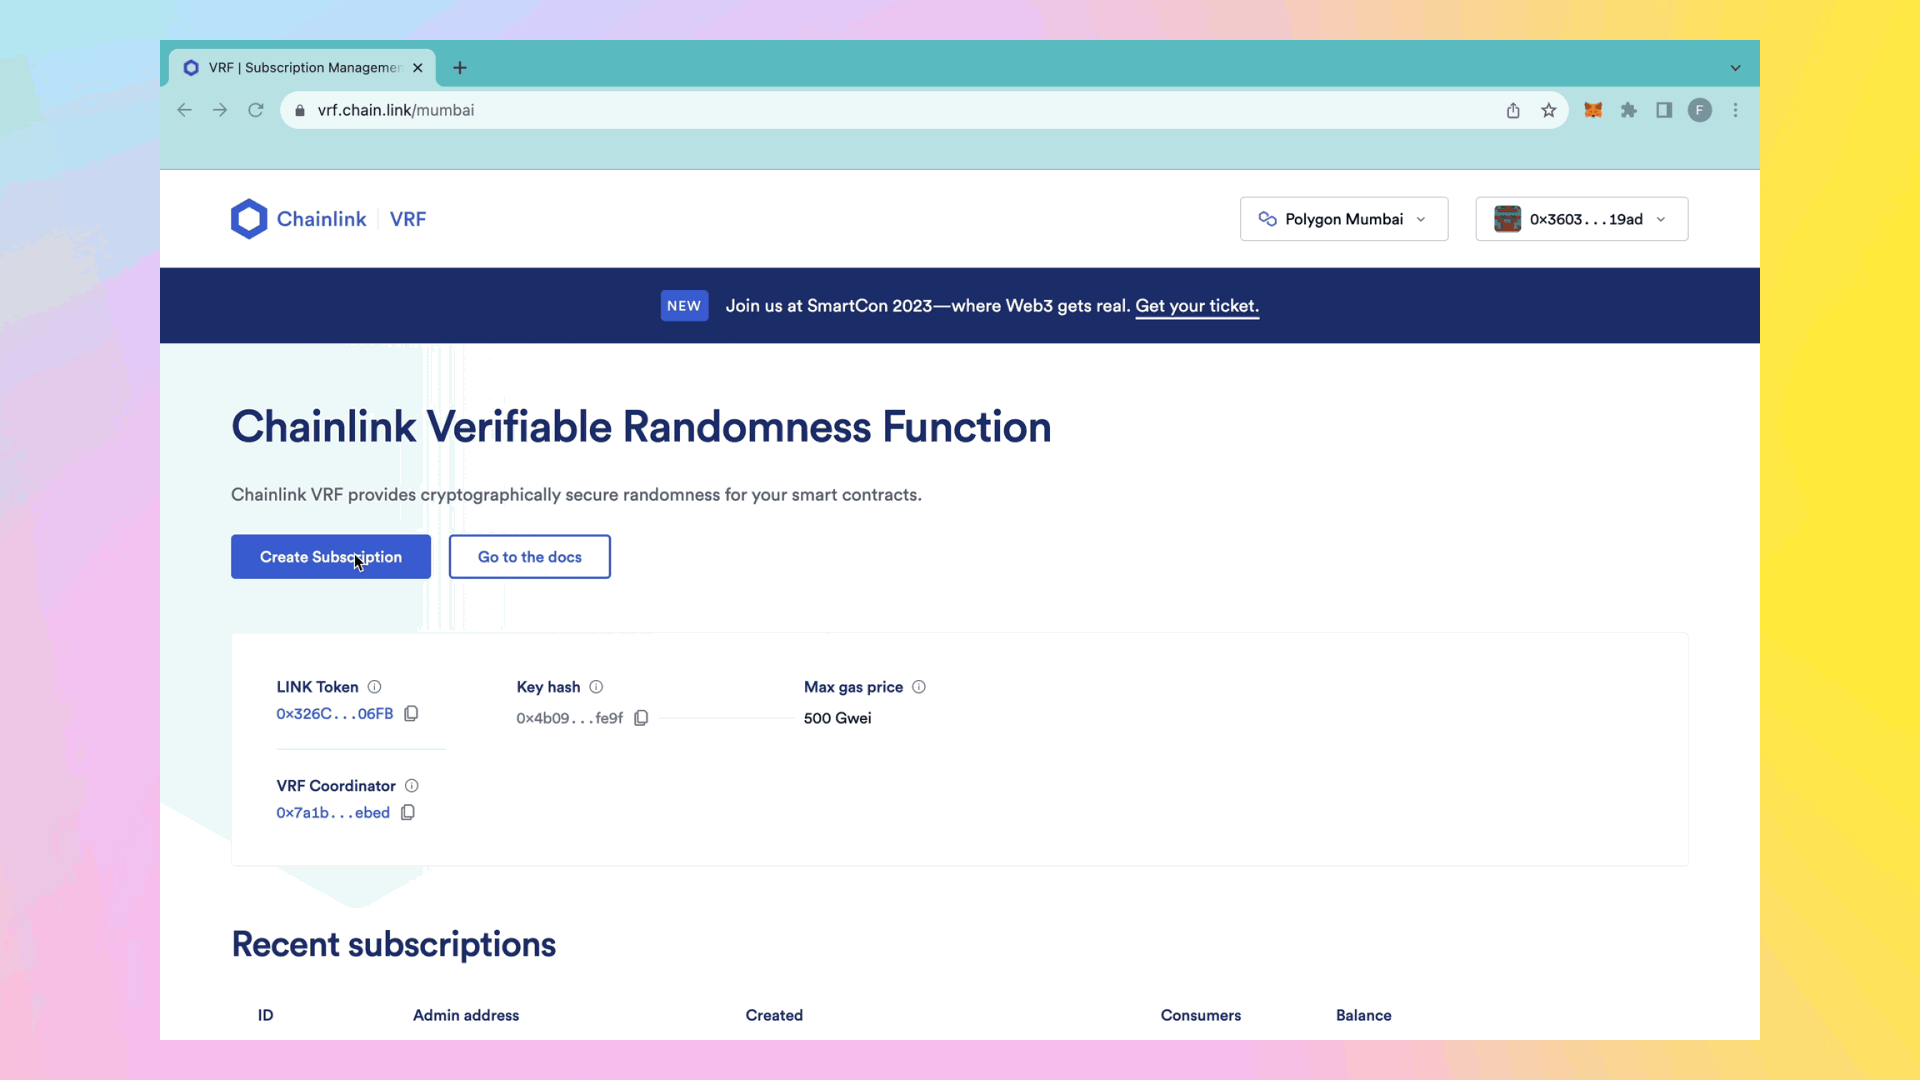 VRF | Subscription Managemen
vrf.chain.link/mumbai
F
Chainlink | VRF
Polygon Mumbai
0x3603...19ad
NEW Join us at SmartCon 2023—where Web3 gets real. Get your ticket.
Chainlink Verifiable Randomness Function
Chainlink VRF provides cryptographically secure randomness for your smart contracts.
Create Subscription
Go to the docs
LINK Token
0x326C...06FB
Key hash
0x4b09...fe9f
Max gas price
500 Gwei
VRF Coordinator
0x7a1b...ebed
Recent subscriptions
ID Admin address Created Consumers Balance